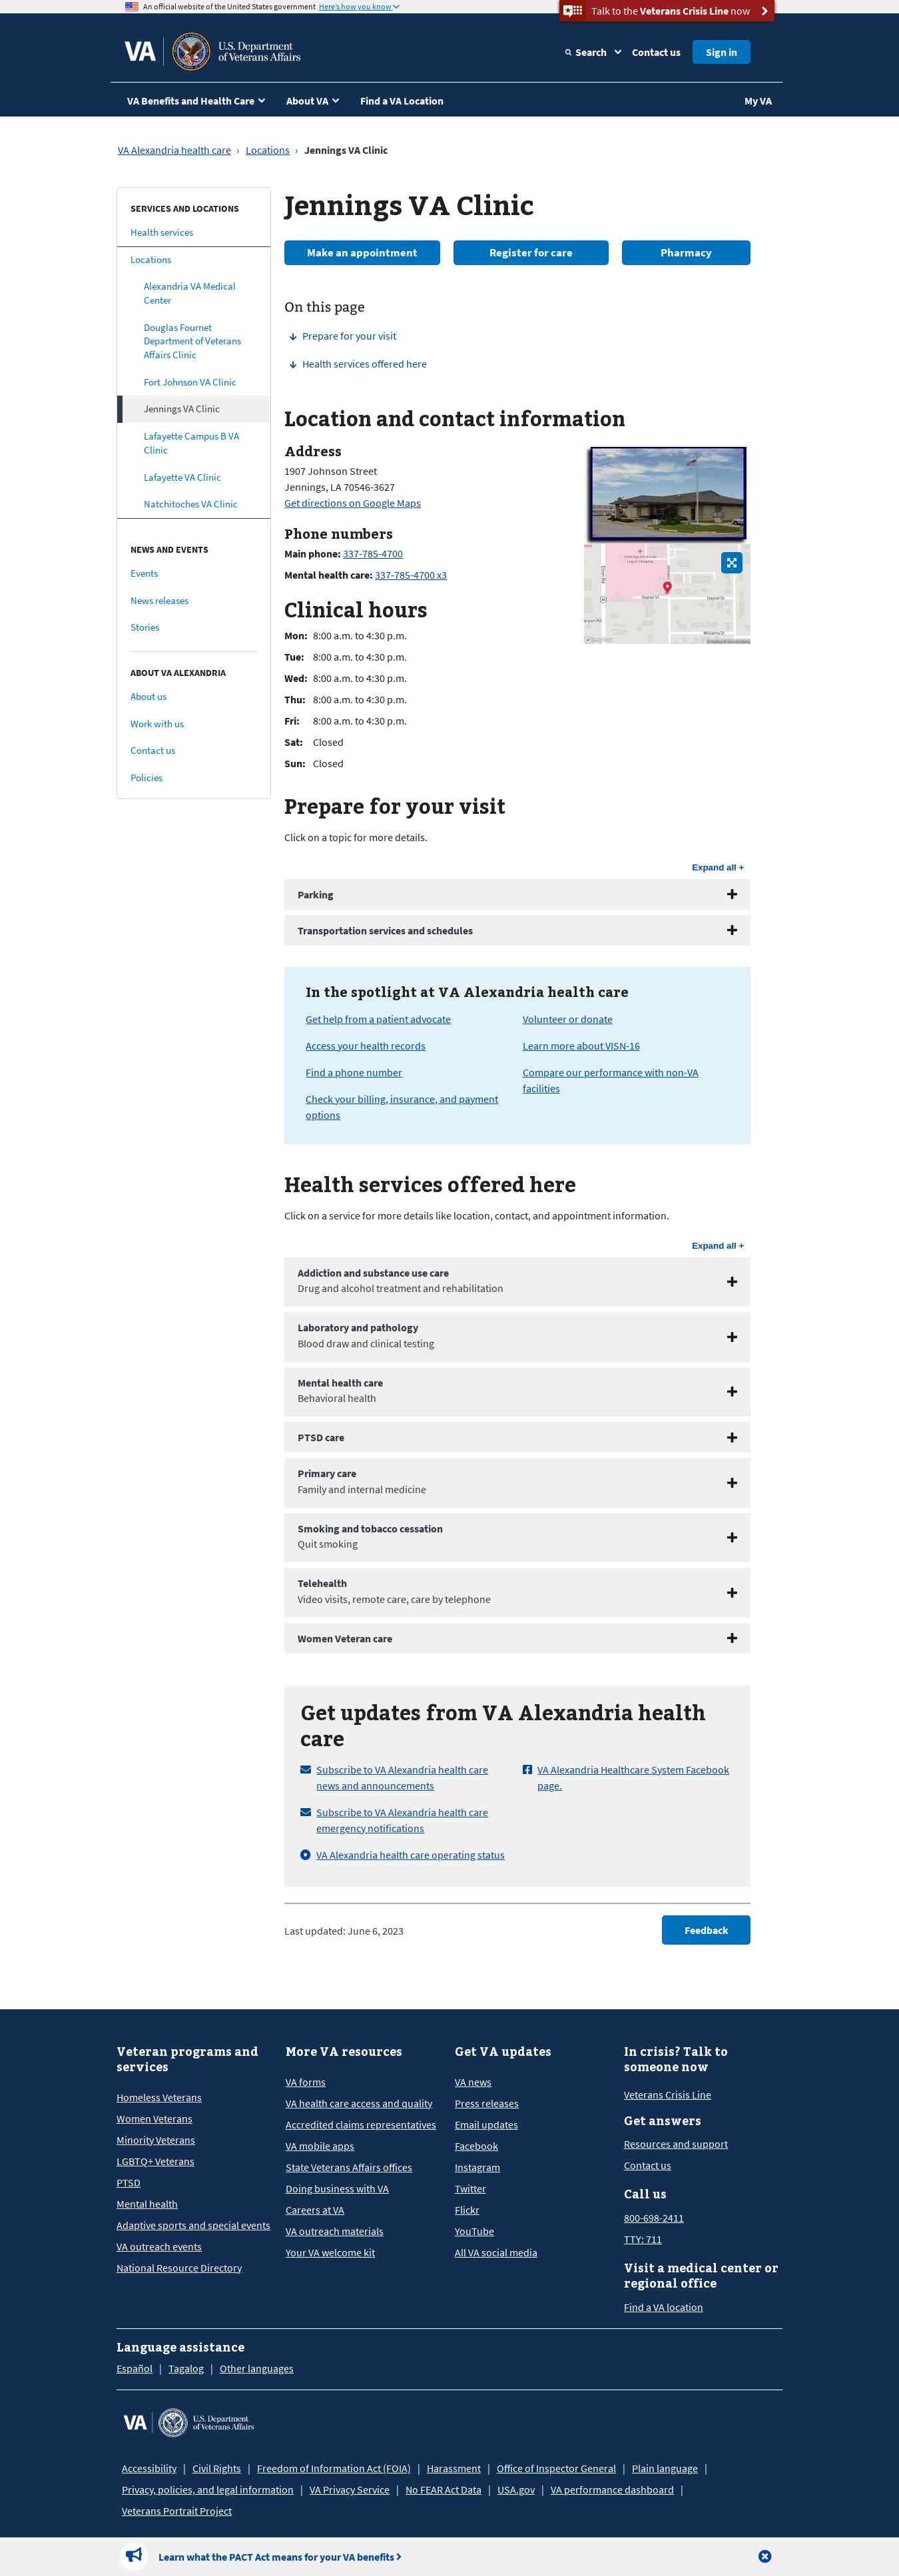 An official website of the United States government Here's how you know
Talk to the Veterans Crisis Line now
VA
U.S. Department
of Veterans Affairs
Search
Contact us
Sign in
VA Benefits and Health Care
About VA
Find a VA Location
My VA
VA Alexandria health care › Locations › Jennings VA Clinic
SERVICES AND LOCATIONS
Health services
Locations
Alexandria VA Medical
Center
Douglas Fournet
Department of Veterans
Affairs Clinic
Fort Johnson VA Clinic
Jennings VA Clinic
Lafayette Campus B VA
Clinic
Lafayette VA Clinic
Natchitoches VA Clinic
NEWS AND EVENTS
Events
News releases
Stories
ABOUT VA ALEXANDRIA
About us
Work with us
Contact us
Policies
Jennings VA Clinic
Make an appointment
Register for care
Pharmacy
On this page
Prepare for your visit
Health services offered here
Location and contact information
Address
1907 Johnson Street
Jennings, LA 70546-3627
Get directions on Google Maps
Phone numbers
Main phone: 337-785-4700
Mental health care: 337-785-4700 x3
Clinical hours
Mon: 8:00 a.m. to 4:30 p.m.
Tue: 8:00 a.m. to 4:30 p.m.
Wed: 8:00 a.m. to 4:30 p.m.
Thu: 8:00 a.m. to 4:30 p.m.
Fri: 8:00 a.m. to 4:30 p.m.
Sat: Closed
Sun: Closed
Prepare for your visit
Click on a topic for more details.
Expand all +
Parking
Transportation services and schedules
In the spotlight at VA Alexandria health care
Get help from a patient advocate
Access your health records
Find a phone number
Check your billing, insurance, and payment
options
Volunteer or donate
Learn more about VISN-16
Compare our performance with non-VA
facilities
Health services offered here
Click on a service for more details like location, contact, and appointment information.
Expand all +
Addiction and substance use care
Drug and alcohol treatment and rehabilitation
Laboratory and pathology
Blood draw and clinical testing
Mental health care
Behavioral health
PTSD care
Primary care
Family and internal medicine
Smoking and tobacco cessation
Quit smoking
Telehealth
Video visits, remote care, care by telephone
Women Veteran care
Get updates from VA Alexandria health
care
Subscribe to VA Alexandria health care
news and announcements
Subscribe to VA Alexandria health care
emergency notifications
VA Alexandria health care operating status
VA Alexandria Healthcare System Facebook
page.
Last updated: June 6, 2023
Feedback
Veteran programs and
services
Homeless Veterans
Women Veterans
Minority Veterans
LGBTQ+ Veterans
PTSD
Mental health
Adaptive sports and special events
VA outreach events
National Resource Directory
More VA resources
VA forms
VA health care access and quality
Accredited claims representatives
VA mobile apps
State Veterans Affairs offices
Doing business with VA
Careers at VA
VA outreach materials
Your VA welcome kit
Get VA updates
VA news
Press releases
Email updates
Facebook
Instagram
Twitter
Flickr
YouTube
All VA social media
In crisis? Talk to
someone now
Veterans Crisis Line
Get answers
Resources and support
Contact us
Call us
800-698-2411
TTY: 711
Visit a medical center or
regional office
Find a VA location
Language assistance
Español | Tagalog | Other languages
VA
U.S. Department
of Veterans Affairs
Accessibility | Civil Rights | Freedom of Information Act (FOIA) | Harassment | Office of Inspector General | Plain language |
Privacy, policies, and legal information | VA Privacy Service | No FEAR Act Data | USA.gov | VA performance dashboard |
Veterans Portrait Project
Learn what the PACT Act means for your VA benefits